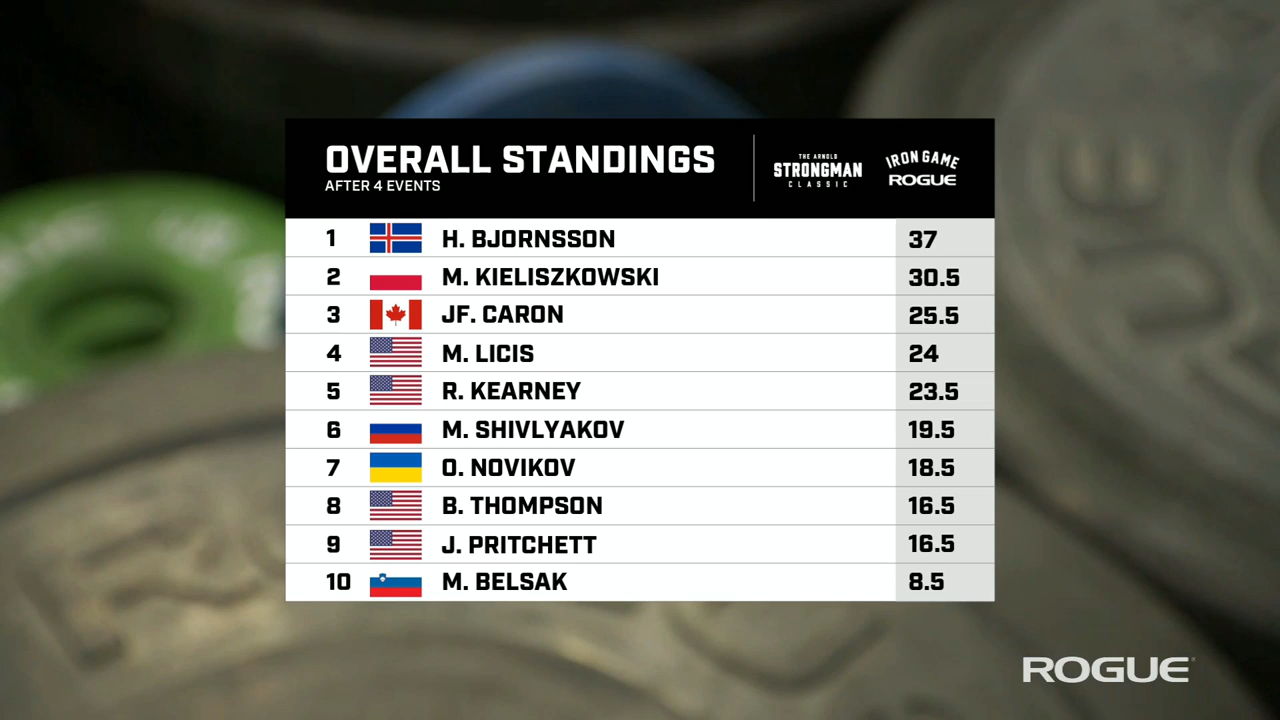 OVERALL STANDINGS
AFTER 4 EVENTS
THE ARNOLD
STRONGMAN
CLASSIC
IRON GAME
ROGUE
1 H. BJORNSSON 37
2 M. KIELISZKOWSKI 30.5
3 JF. CARON 25.5
4 M. LICIS 24
5 R. KEARNEY 23.5
6 M. SHIVLYAKOV 19.5
7 O. NOVIKOV 18.5
8 B. THOMPSON 16.5
9 J. PRITCHETT 16.5
10 M. BELSAK 8.5
ROGUE